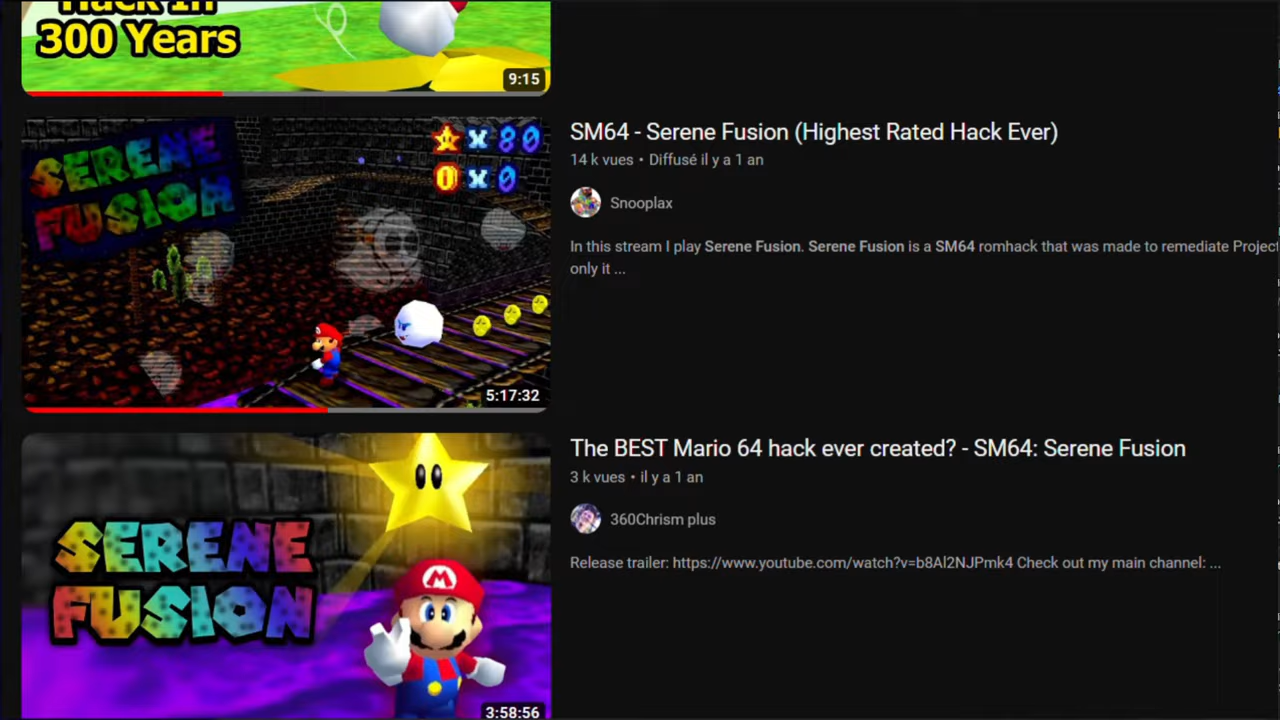 Hack In
300 Years
9:15
SERENE
FUSION
x 80
x 0
5:17:32
SM64 - Serene Fusion (Highest Rated Hack Ever)
14 k vues • Diffusé il y a 1 an
Snooplax
In this stream I play Serene Fusion. Serene Fusion is a SM64 romhack that was made to remediate Project
only it ...
SERENE
FUSION
M
3:58:56
The BEST Mario 64 hack ever created? - SM64: Serene Fusion
3 k vues • il y a 1 an
360Chrism plus
Release trailer: https://www.youtube.com/watch?v=b8Al2NJPmk4 Check out my main channel: ...